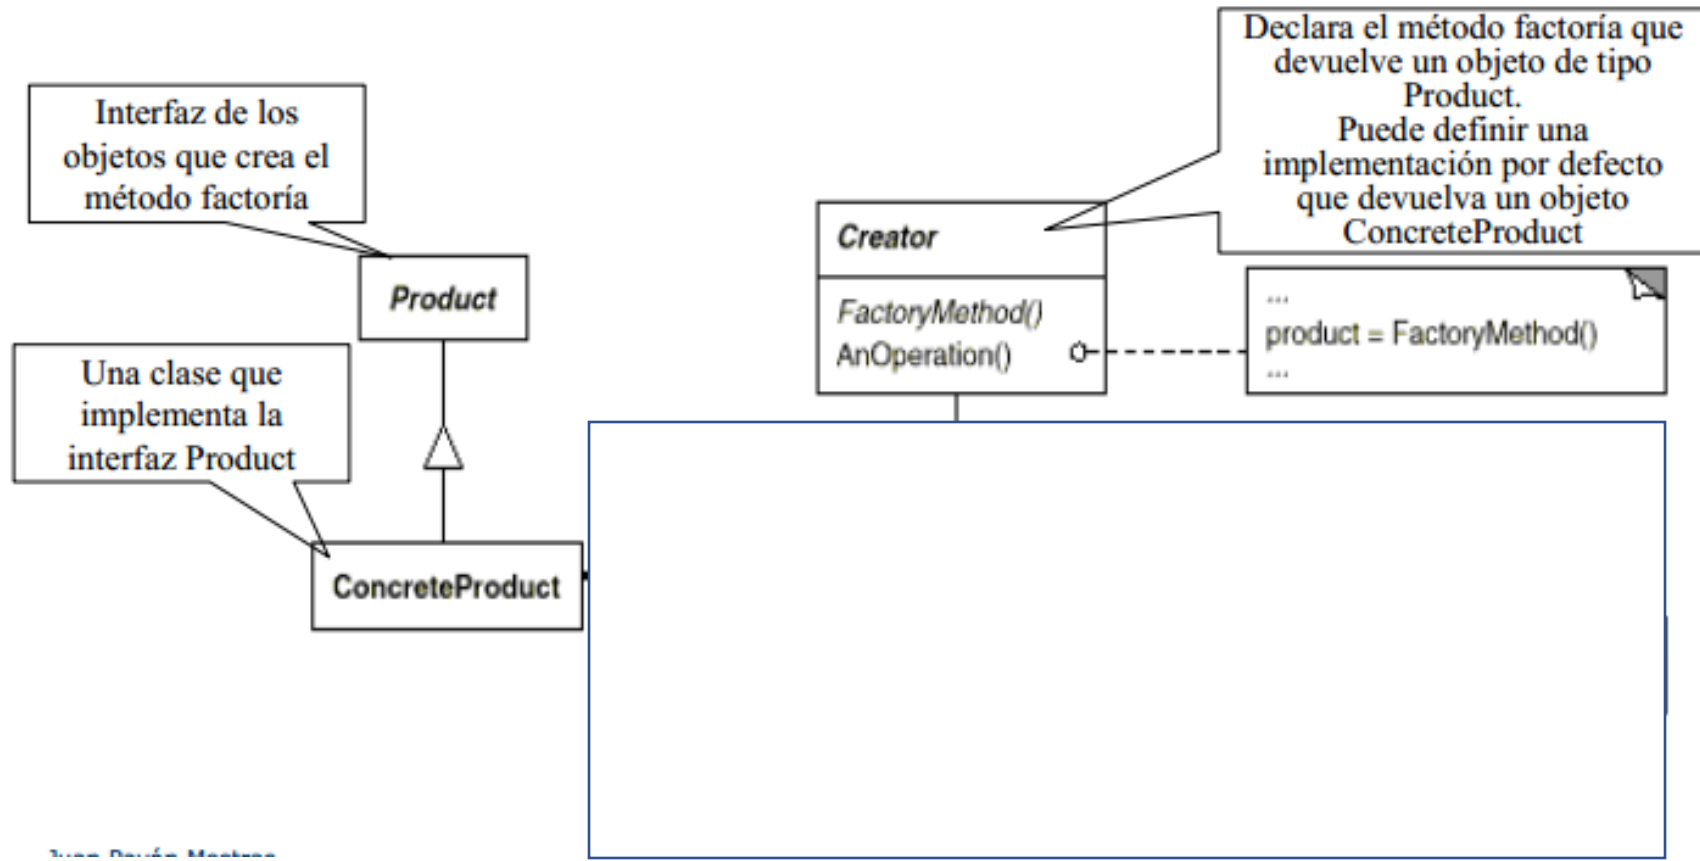 Declara el método factoría que
devuelve un objeto de tipo
Product.
Puede definir una
implementación por defecto
que devuelva un objeto
ConcreteProduct
Interfaz de los
objetos que crea el
método factoría
Creator
FactoryMethod()
AnOperation()
...
product = FactoryMethod()
...
Product
Una clase que
implementa la
interfaz Product
ConcreteProduct